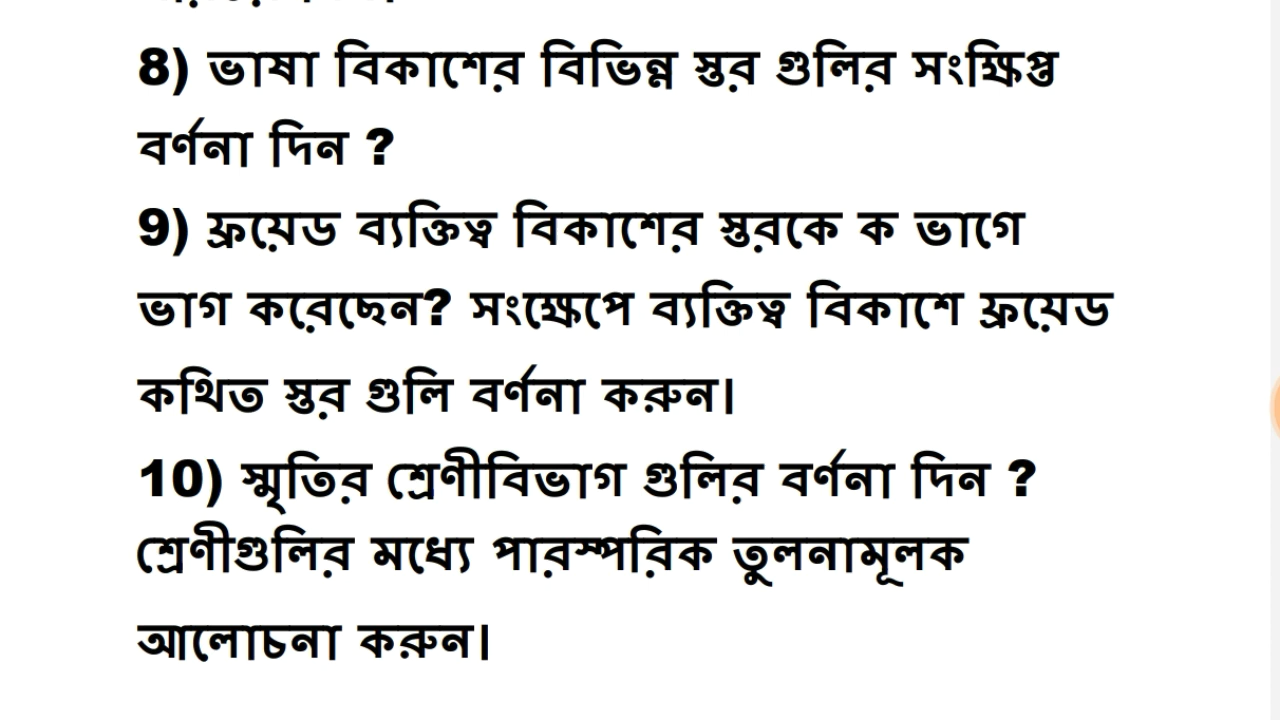 8) ভাষা বিকাশের বিভিন্ন স্তর গুলির সংক্ষিপ্ত
বর্ণনা দিন ?
9) ফ্রয়েড ব্যক্তিত্ব বিকাশের স্তরকে ক ভাগে
ভাগ করেছেন? সংক্ষেপে ব্যক্তিত্ব বিকাশে ফ্রয়েড
কথিত স্তর গুলি বর্ণনা করুন।
10) স্মৃতির শ্রেণীবিভাগ গুলির বর্ণনা দিন ?
শ্রেণীগুলির মধ্যে পারস্পরিক তুলনামূলক
আলোচনা করুন।